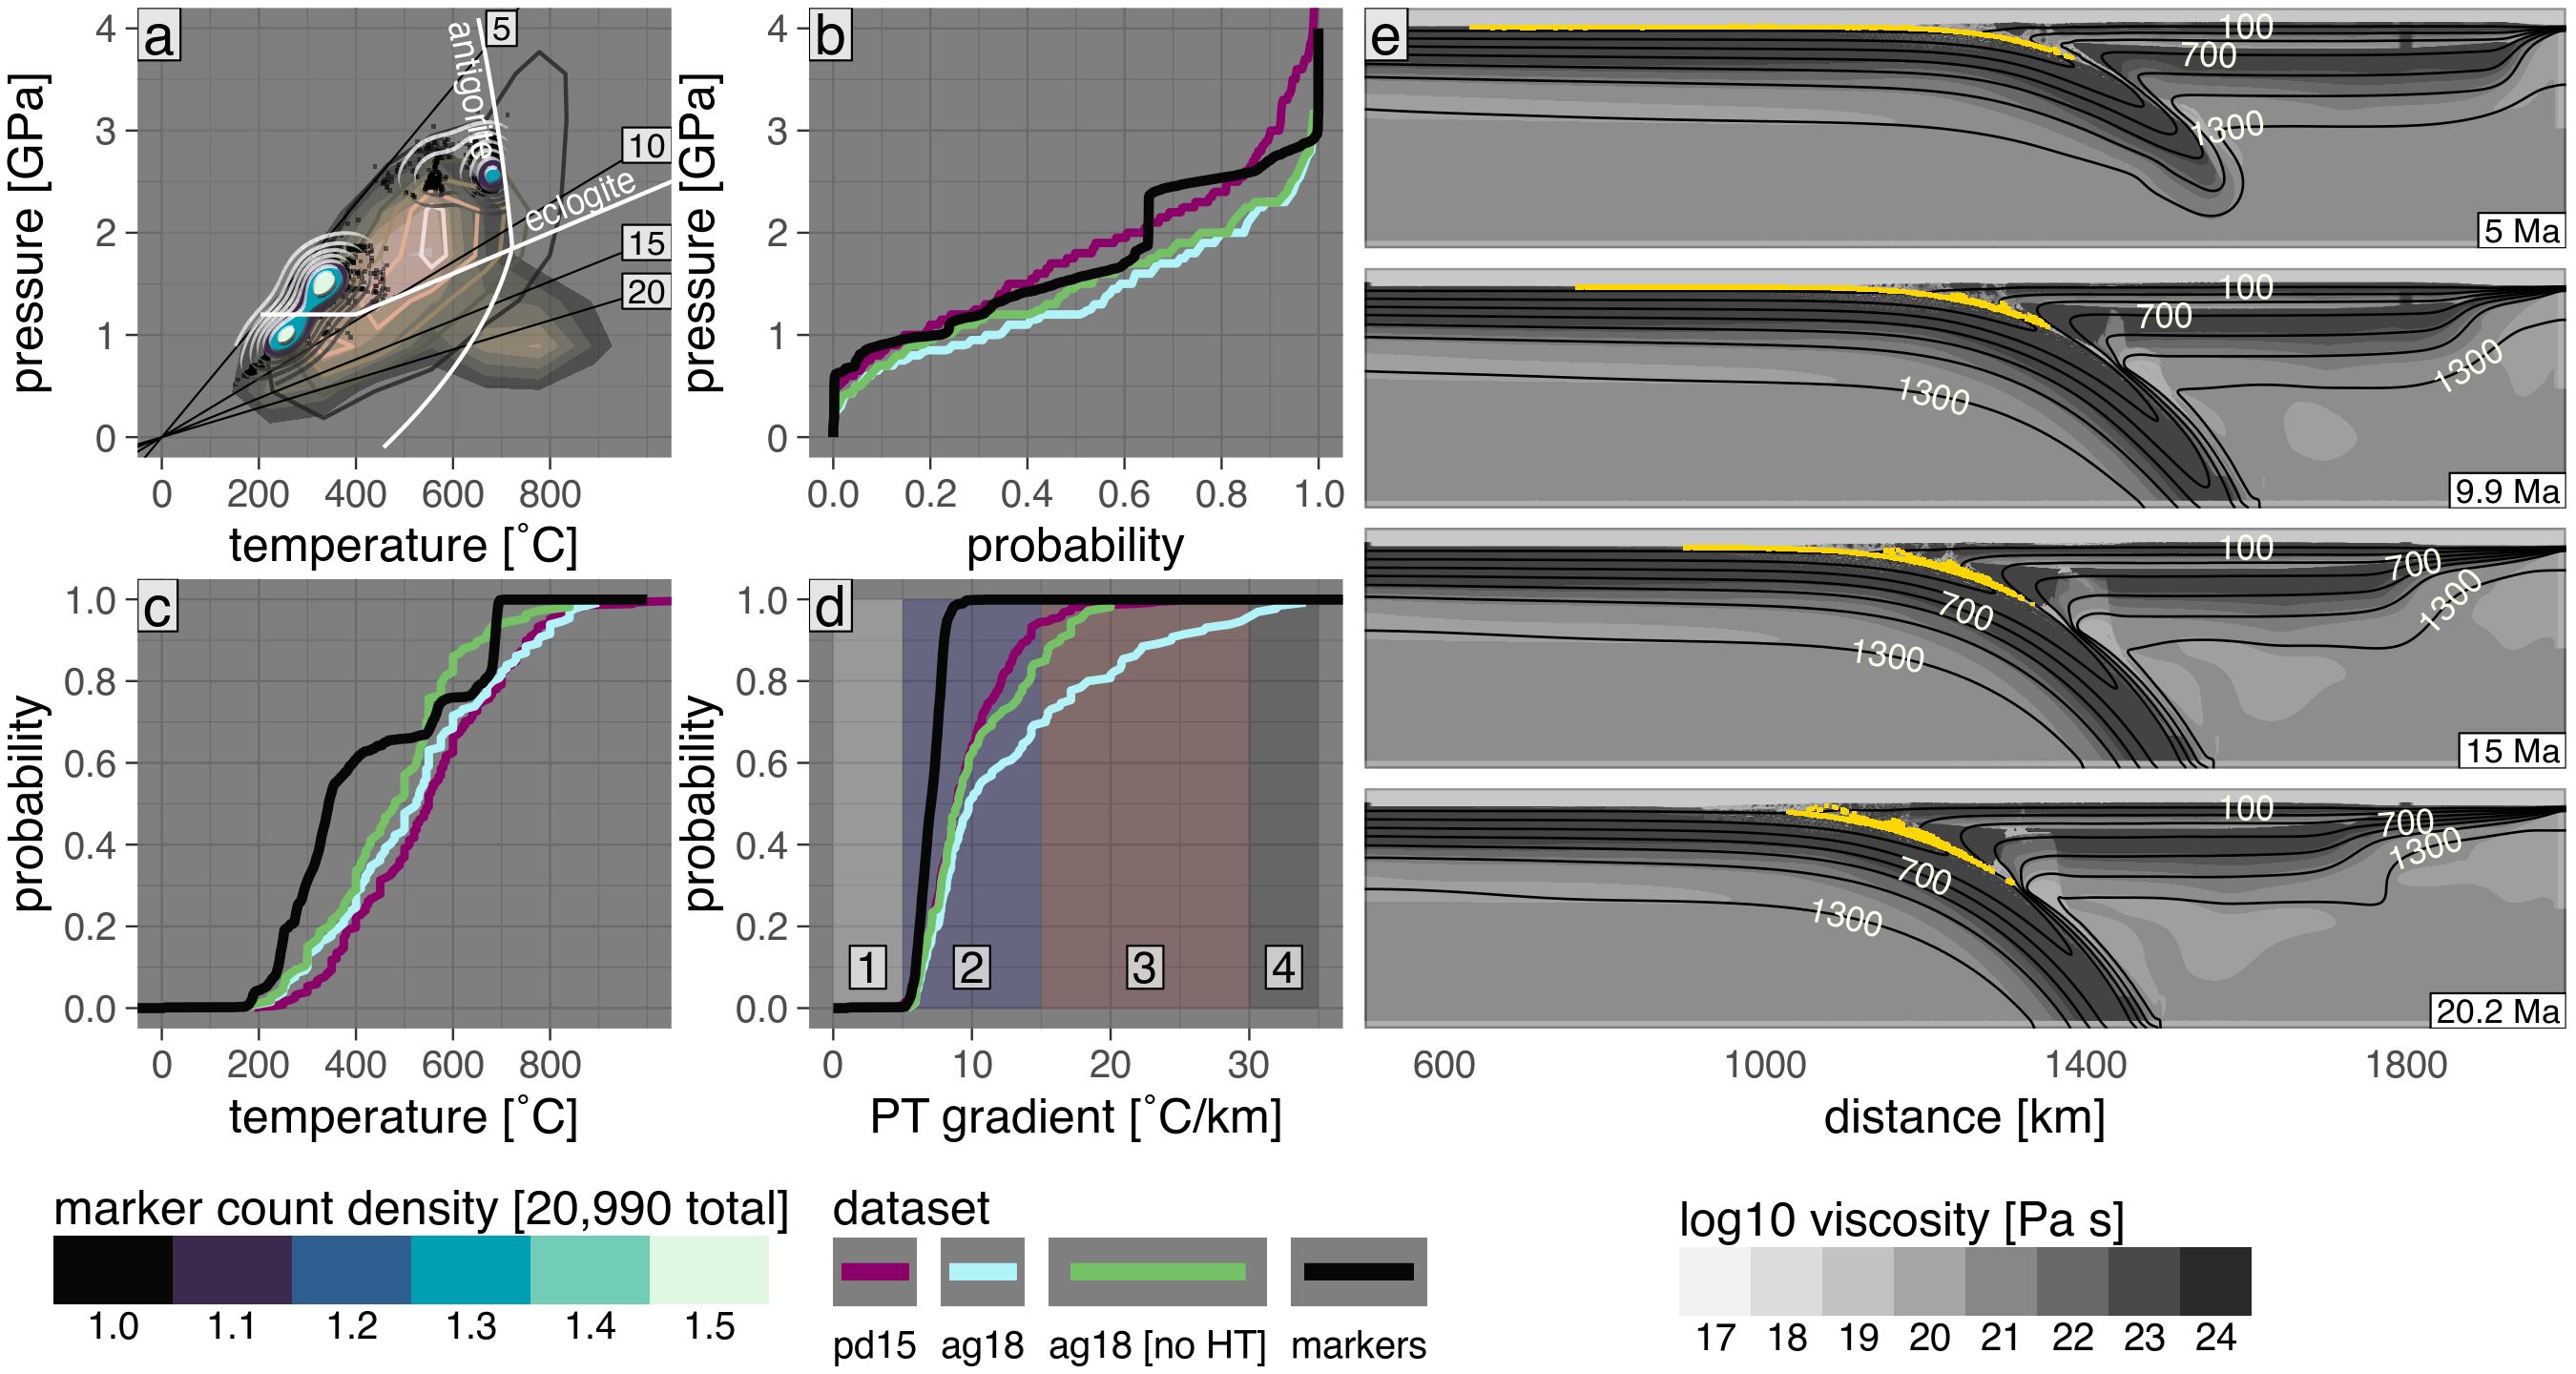 a
pressure [GPa]
4
3
2
1
0
antigorite
eclogite
5
10
15
20
0 200 400 600 800
temperature [˚C]
b
pressure [GPa]
4
3
2
1
0
0.0 0.2 0.4 0.6 0.8 1.0
probability
c
probability
1.0
0.8
0.6
0.4
0.2
0.0
0 200 400 600 800
temperature [˚C]
d
probability
1.0
0.8
0.6
0.4
0.2
0.0
1 2 3 4
0 10 20 30
PT gradient [˚C/km]
e
100
700
1300
5 Ma
100
700
1300
1300
9.9 Ma
100
700
1300
700
1300
15 Ma
100
700
1300
700
1300
20.2 Ma
600 1000 1400 1800
distance [km]
marker count density [20,990 total]
1.0 1.1 1.2 1.3 1.4 1.5
dataset
pd15 ag18 ag18 [no HT] markers
log10 viscosity [Pa s]
17 18 19 20 21 22 23 24